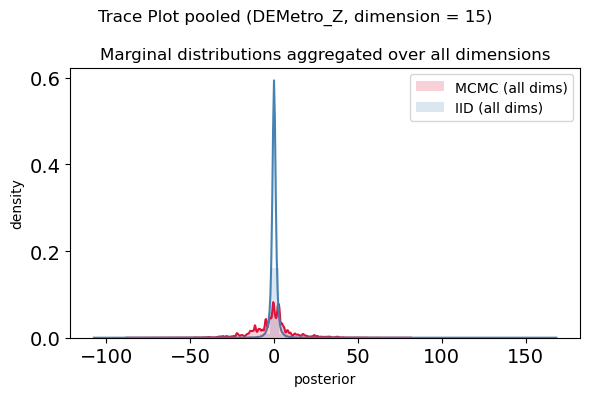 Trace Plot pooled (DEMetro_Z, dimension = 15)
Marginal distributions aggregated over all dimensions
MCMC (all dims)
IID (all dims)
density
0.6
0.4
0.2
0.0
−100
−50
0
50
100
150
posterior